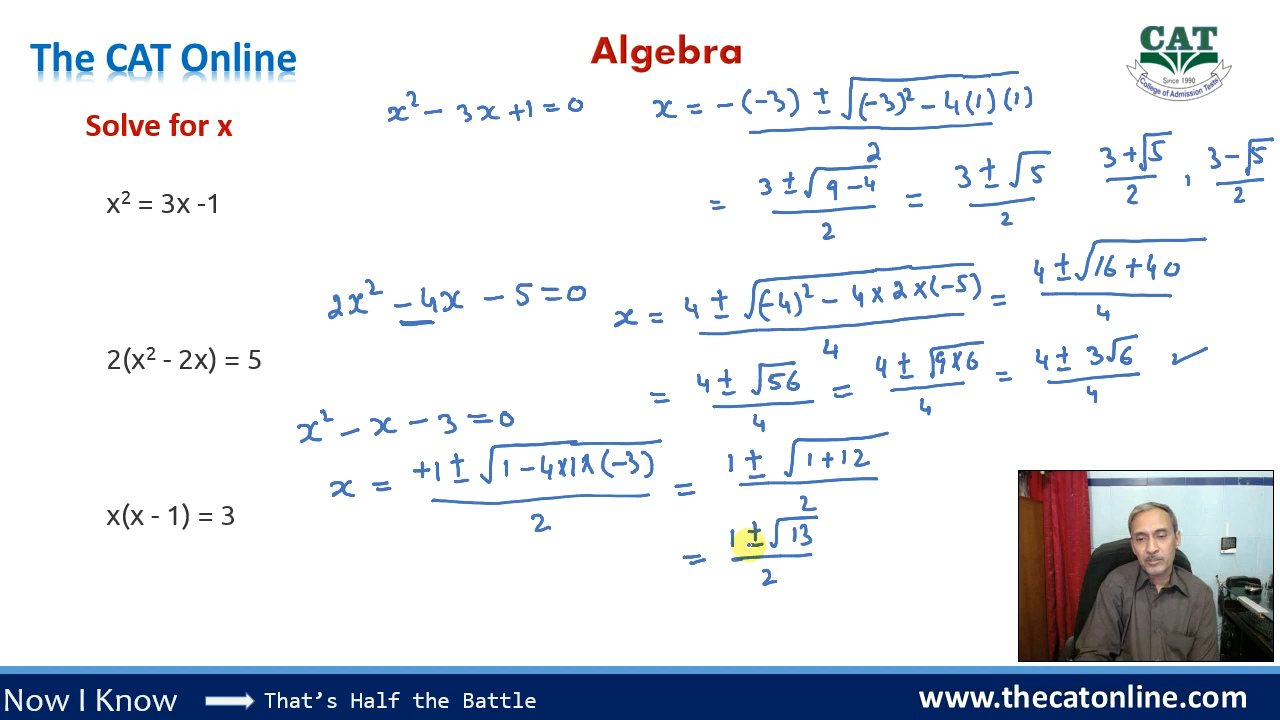 The CAT Online
Algebra
CAT
Since 1990
College of Admission Tests
Solve for x
x² - 3x + 1 = 0
x = -(-3) ± √(-3)² - 4(1)(1)
2
x² = 3x -1
= 3 ± √9 - 4 / 2 = 3 ± √5 / 2 3 + √5 / 2 , 3 - √5 / 2
2x² - 4x - 5 = 0
x = 4 ± √(-4)² - 4 × 2 × (-5) / 4 = 4 ± √16 + 40 / 4
2(x² - 2x) = 5
= 4 ± √56 / 4 = 4 ± √9×6 / 4 = 4 ± 3√6 / 4 ✓
x² - x - 3 = 0
x = +1 ± √1 - 4×1×(-3) / 2 = 1 ± √1 + 12 / 2
x(x - 1) = 3
= 1 ± √13 / 2
Now I Know → That's Half the Battle
www.thecatonline.com